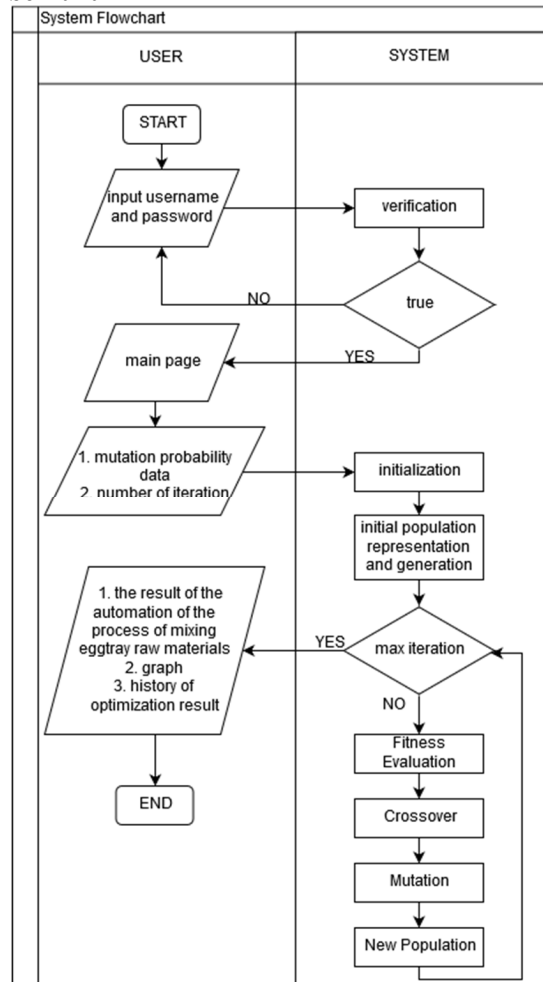 System Flowchart
USER
SYSTEM
START
input username
and password
verification
true
NO
YES
main page
1. mutation probability
data
2. number of iteration
initialization
initial population
representation
and generation
max iteration
YES
1. the result of the
automation of the
process of mixing
eggtray raw materials
2. graph
3. history of
optimization result
NO
Fitness
Evaluation
END
Crossover
Mutation
New Population